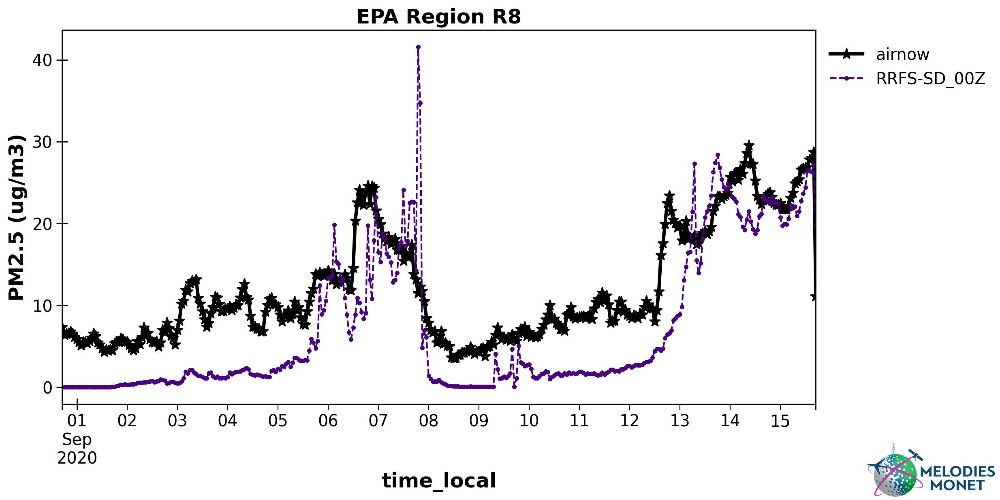 EPA Region R8
PM2.5 (ug/m3)
40
30
20
10
0
airnow
RRFS-SD_00Z
01 02 03 04 05 06 07 08 09 10 11 12 13 14 15
Sep
2020
time_local
MELODIES
MONET